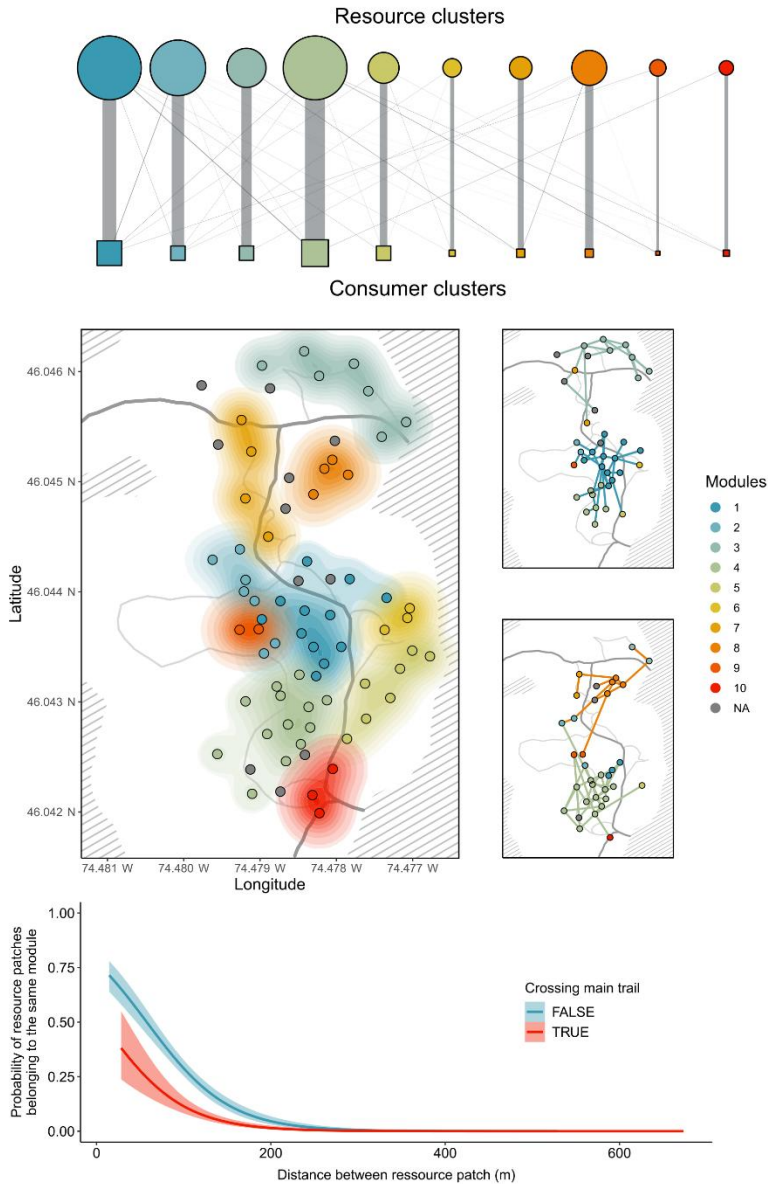 Resource clusters
Consumer clusters
46.046 N
46.045 N
46.044 N
46.043 N
46.042 N
Latitude
74.481 W
74.480 W
74.479 W
74.478 W
74.477 W
Longitude
Modules
1
2
3
4
5
6
7
8
9
10
NA
Probability of resource patches
belonging to the same module
1.00
0.75
0.50
0.25
0.00
Crossing main trail
FALSE
TRUE
0
200
400
600
Distance between ressource patch (m)